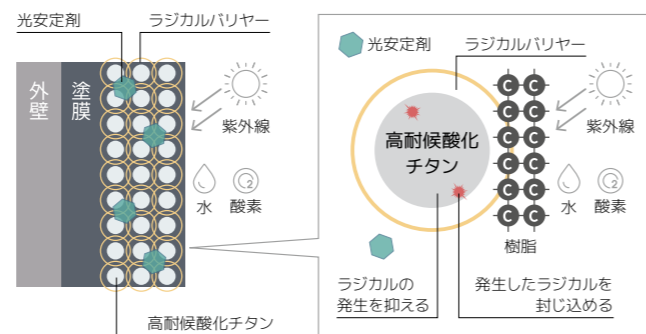 光安定剤
ラジカルバリヤー
外壁
塗膜
紫外線
水
O2
酸素
高耐候酸化チタン
光安定剤
ラジカルバリヤー
高耐候酸化
チタン
C C
C C
C C
C C
C C
C C
紫外線
水
O2
酸素
樹脂
ラジカルの
発生を抑える
発生したラジカルを
封じ込める